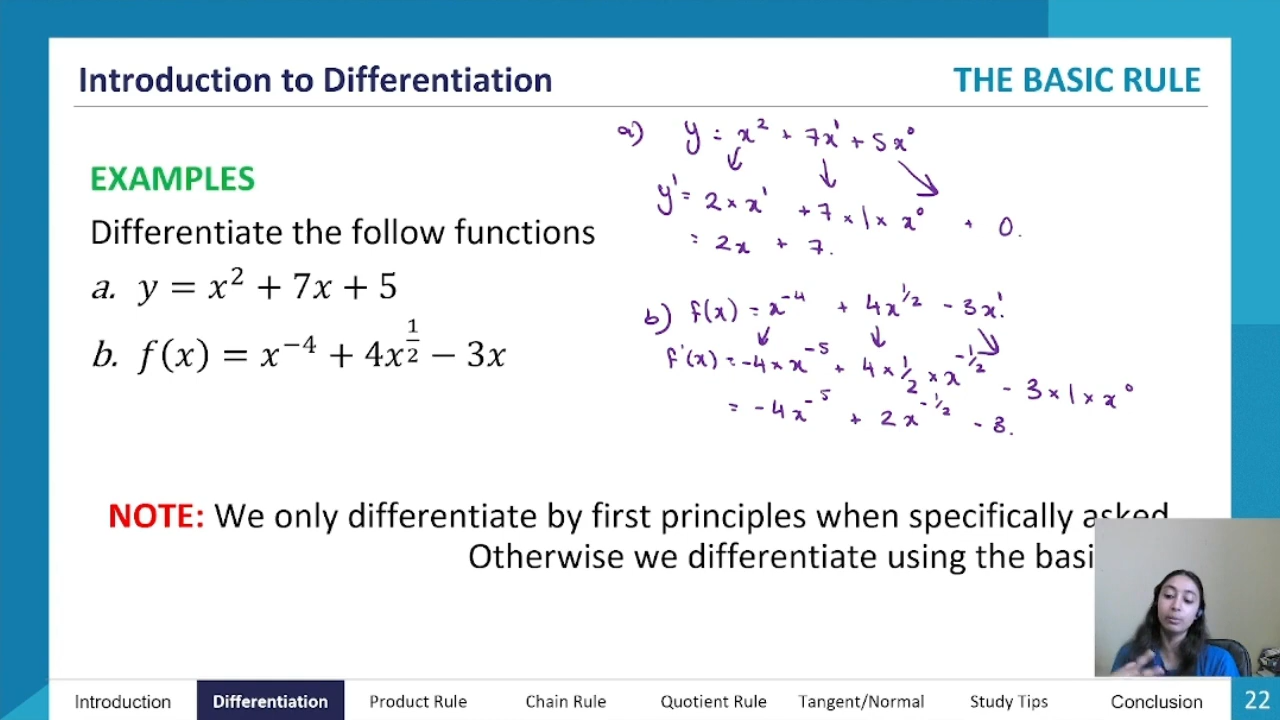 Introduction to Differentiation
THE BASIC RULE
EXAMPLES
Differentiate the follow functions
a. y = x² + 7x + 5
b. f(x) = x⁻⁴ + 4x^{1/2} − 3x
a) y = x² + 7x¹ + 5x⁰
y' = 2 × x¹ + 7 × 1 × x⁰ + 0.
= 2x + 7.
b) f(x) = x⁻⁴ + 4x^{1/2} − 3x¹.
f'(x) = −4 × x⁻⁵ + 4 × 1/2 × x^{−1/2} − 3 × 1 × x⁰
= −4x⁻⁵ + 2x^{−1/2} − 3.
NOTE: We only differentiate by first principles when specifically asked
Otherwise we differentiate using the basi
Introduction
Differentiation
Product Rule
Chain Rule
Quotient Rule
Tangent/Normal
Study Tips
Conclusion
22